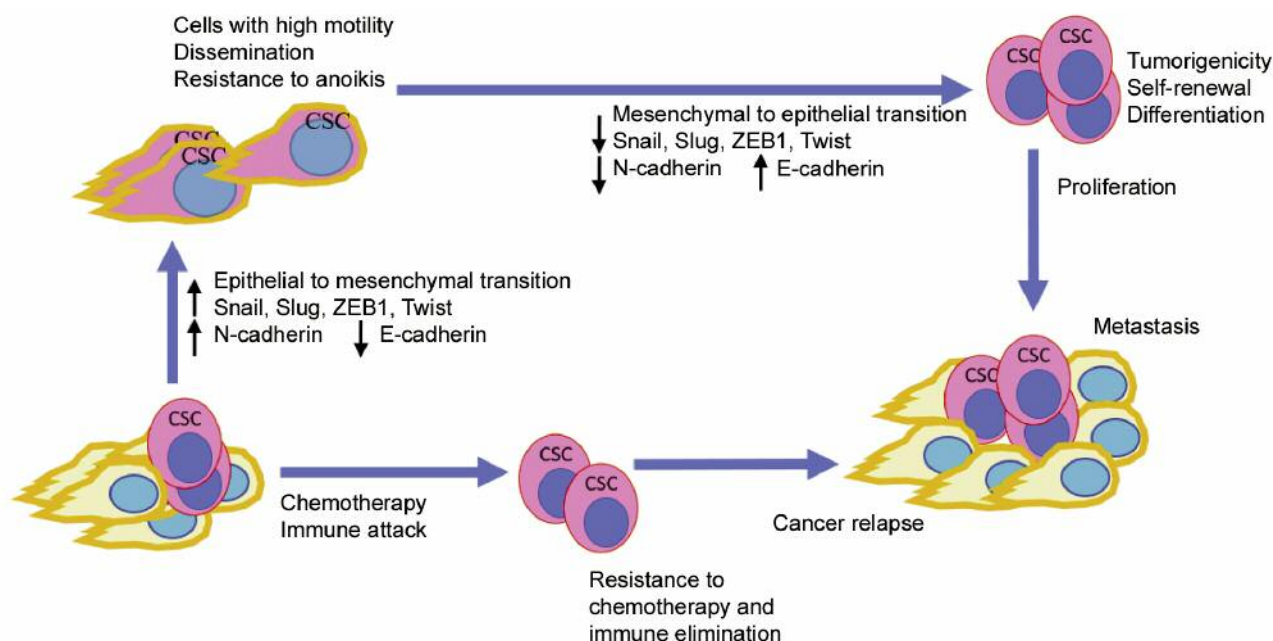 Cells with high motility
Dissemination
Resistance to anoikis
CSC
CSC
CSC
Mesenchymal to epithelial transition
Snail, Slug, ZEB1, Twist
N-cadherin E-cadherin
CSC
CSC
Tumorigenicity
Self-renewal
Differentiation
Proliferation
Epithelial to mesenchymal transition
Snail, Slug, ZEB1, Twist
N-cadherin E-cadherin
Metastasis
CSC
CSC
CSC
Chemotherapy
Immune attack
CSC
CSC
Resistance to
chemotherapy and
immune elimination
Cancer relapse